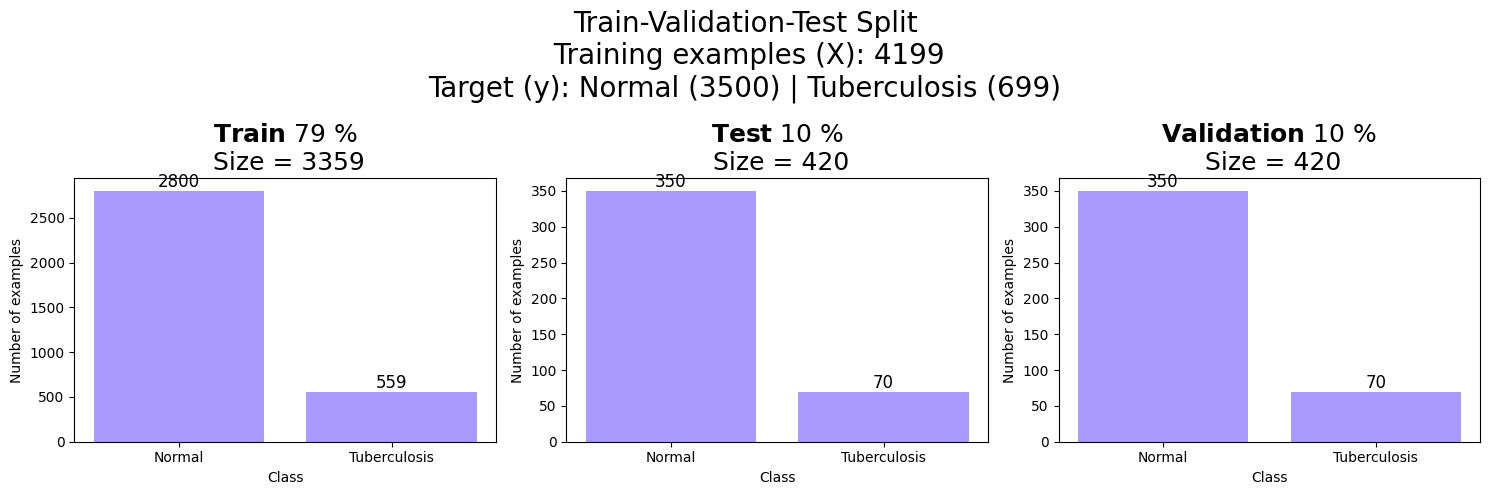 Train-Validation-Test Split
Training examples (X): 4199
Target (y): Normal (3500) | Tuberculosis (699)
Train 79 %
Size = 3359
2800
559
2500
2000
1500
1000
500
0
Number of examples
Normal
Tuberculosis
Class
Test 10 %
Size = 420
350
70
350
300
250
200
150
100
50
0
Number of examples
Normal
Tuberculosis
Class
Validation 10 %
Size = 420
350
70
350
300
250
200
150
100
50
0
Number of examples
Normal
Tuberculosis
Class